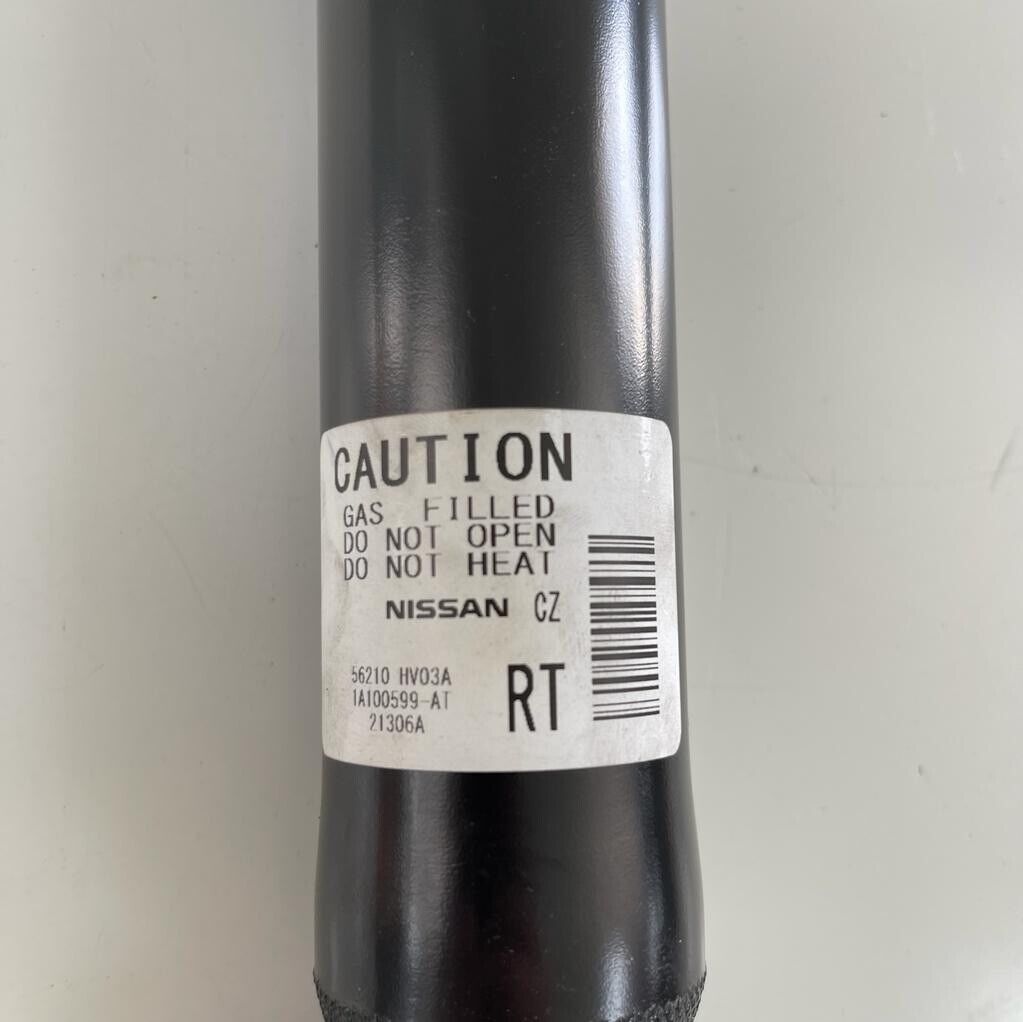 CAUTION
GAS FILLED
DO NOT OPEN
DO NOT HEAT
NISSAN CZ
56210 HV03A
1A100599-AT
21306A
RT